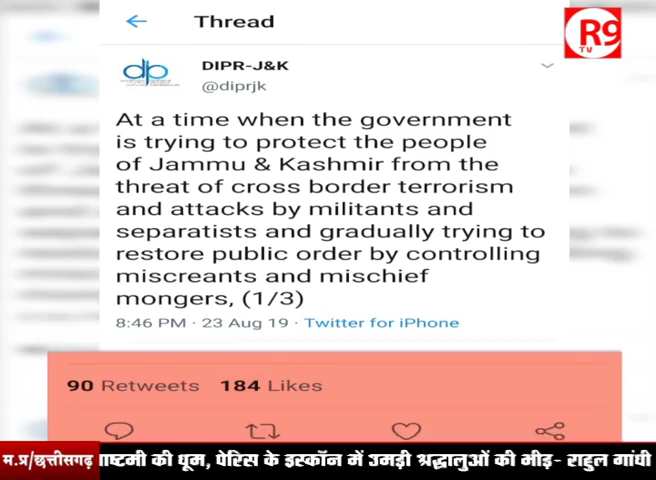 Thread
R9
TV
dp
DIPR-J&K
@diprjk
At a time when the government
is trying to protect the people
of Jammu & Kashmir from the
threat of cross border terrorism
and attacks by militants and
separatists and gradually trying to
restore public order by controlling
miscreants and mischief
mongers, (1/3)
8:46 PM · 23 Aug 19 · Twitter for iPhone
90 Retweets 184 Likes
म.प्र/छत्तीसगढ़ ाष्टमी की धूम, पेरिस के इस्कॉन में उमड़ी श्रद्धालुओं की भीड़- राहुल गांधी